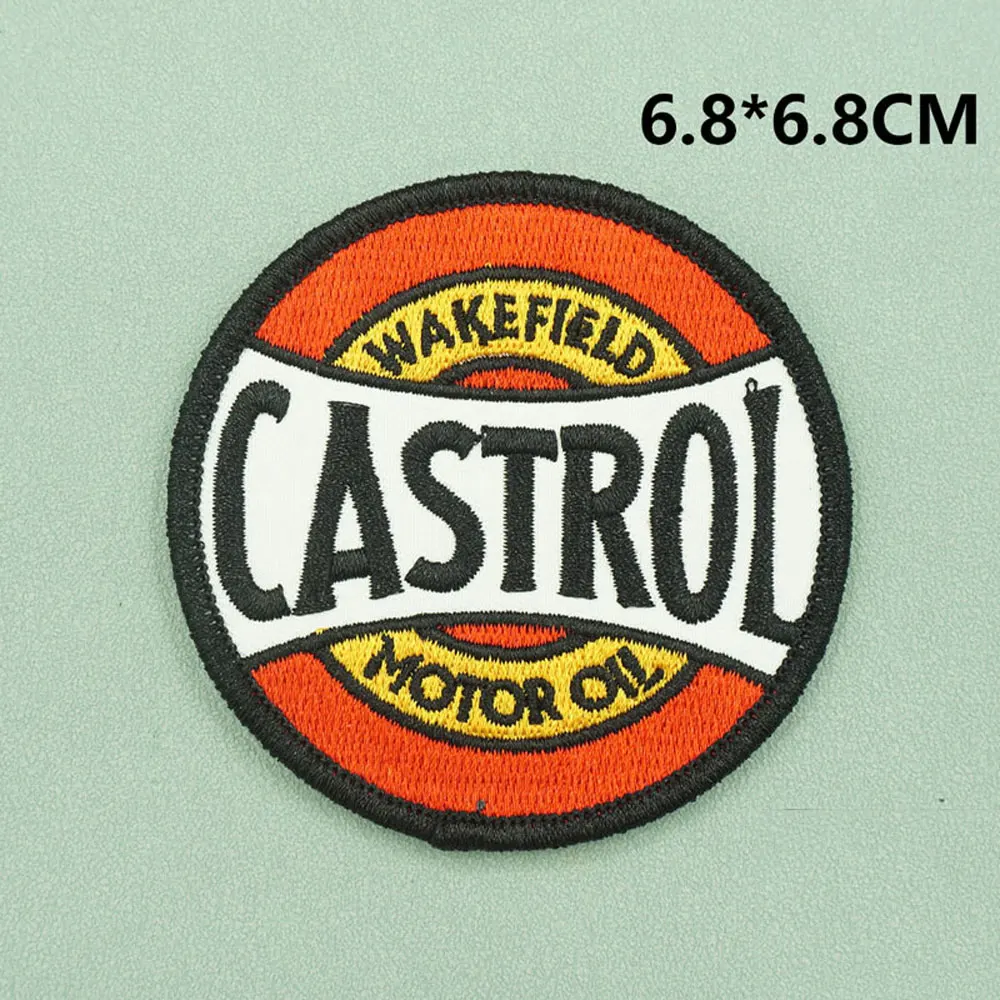 6.8*6.8CM
WAKEFIELD
CASTROL
MOTOR OIL